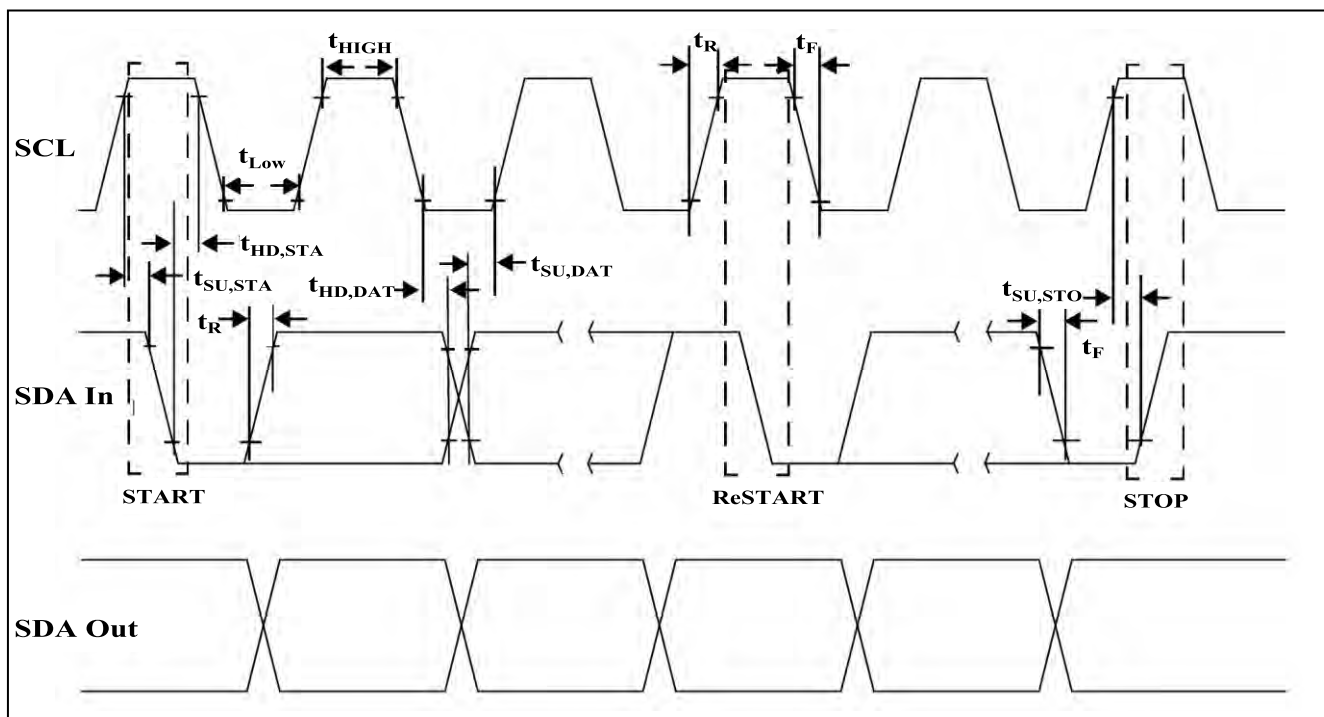 tHIGH
tR
tF
SCL
tLow
tHD,STA
tSU,STA
tHD,DAT
tSU,DAT
tR
tSU,STO
tF
SDA In
START
ReSTART
STOP
SDA Out